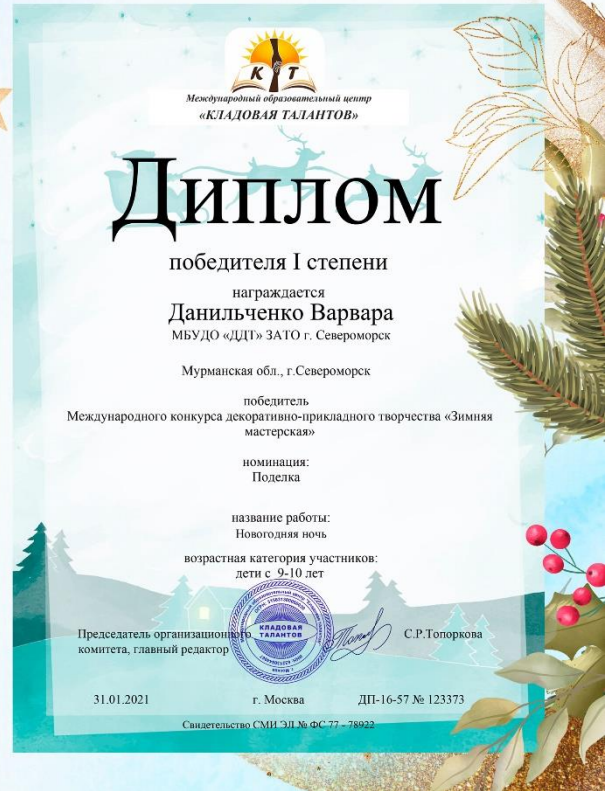 К Т
Международный образовательный центр
«КЛАДОВАЯ ТАЛАНТОВ»
Диплом
победителя I степени
награждается
Данильченко Варвара
МБУДО «ДДТ» ЗАТО г. Североморск
Мурманская обл., г.Североморск
победитель
Международного конкурса декоративно-прикладного творчества «Зимняя
мастерская»
номинация:
Поделка
название работы:
Новогодняя ночь
возрастная категория участников:
дети с 9-10 лет
Председатель организационного
комитета, главный редактор
КЛАДОВАЯ
ТАЛАНТОВ
С.Р.Топоркова
31.01.2021 г. Москва ДП-16-57 № 123373
Свидетельство СМИ ЭЛ № ФС 77 - 78922